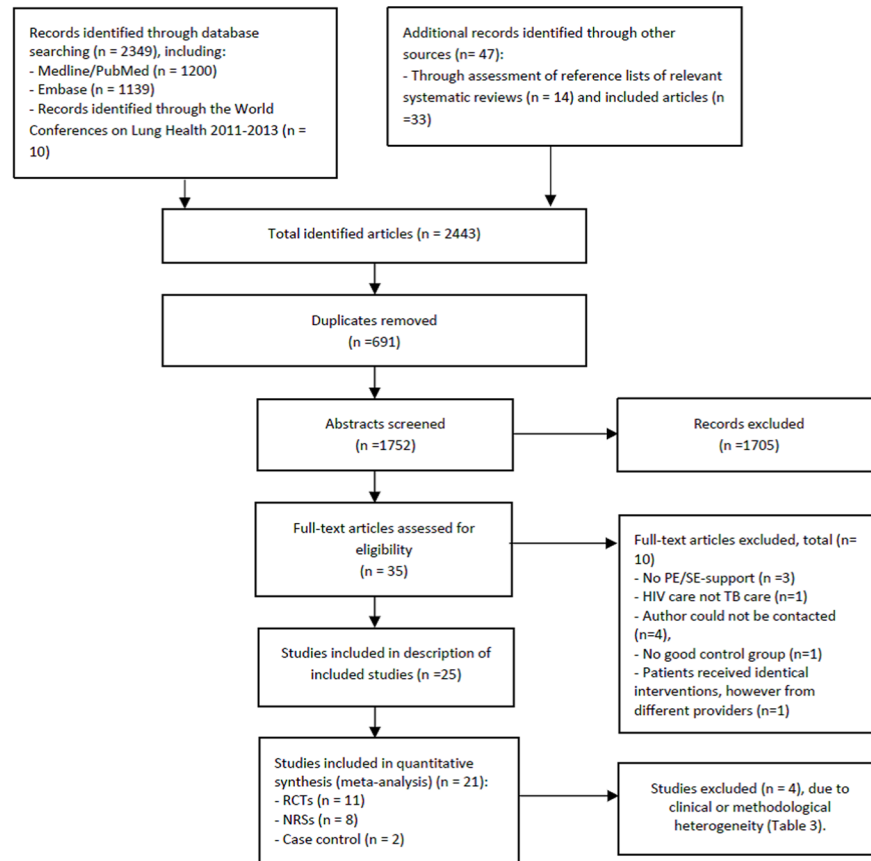 Records identified through database
searching (n = 2349), including:
- Medline/PubMed (n = 1200)
- Embase (n = 1139)
- Records identified through the World
Conferences on Lung Health 2011-2013 (n =
10)
Additional records identified through other
sources (n= 47):
- Through assessment of reference lists of relevant
systematic reviews (n = 14) and included articles (n
=33)
Total identified articles (n = 2443)
Duplicates removed
(n =691)
Abstracts screened
(n =1752)
Records excluded
(n =1705)
Full-text articles assessed for
eligibility
(n = 35)
Full-text articles excluded, total (n=
10)
- No PE/SE-support (n =3)
- HIV care not TB care (n=1)
- Author could not be contacted
(n=4),
- No good control group (n=1)
- Patients received identical
interventions, however from
different providers (n=1)
Studies included in description of
included studies (n =25)
Studies included in quantitative
synthesis (meta-analysis) (n = 21):
- RCTs (n = 11)
- NRSs (n = 8)
- Case control (n = 2)
Studies excluded (n = 4), due to
clinical or methodological
heterogeneity (Table 3).